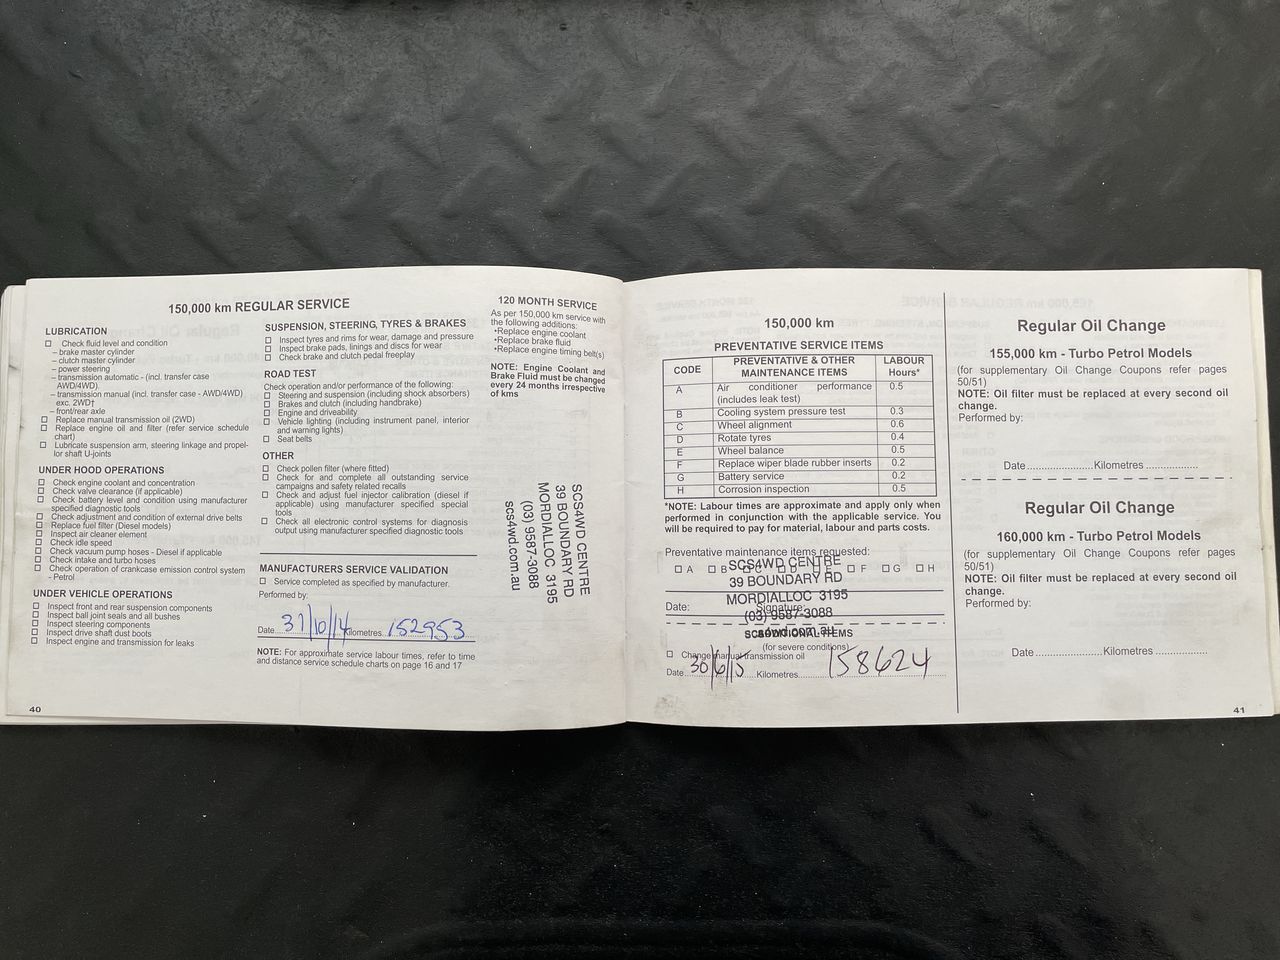 150,000 km REGULAR SERVICE
LUBRICATION
Check fluid level and condition
– brake master cylinder
– clutch master cylinder
– power steering
– transmission automatic - (incl. transfer case
AWD/4WD).
– transmission manual (incl. transfer case - AWD/4WD)
exc. 2WD†
– front/rear axle
Replace manual transmission oil (2WD)
Replace engine oil and filter (refer service schedule
chart)
Lubricate suspension arm, steering linkage and propel-
lor shaft U-joints
UNDER HOOD OPERATIONS
Check engine coolant and concentration
Check valve clearance (if applicable)
Check battery level and condition using manufacturer
specified diagnostic tools
Check adjustment and condition of external drive belts
Replace fuel filter (Diesel models)
Inspect air cleaner element
Check idle speed
Check vacuum pump hoses - Diesel if applicable
Check intake and turbo hoses
Check operation of crankcase emission control system
- Petrol
UNDER VEHICLE OPERATIONS
Inspect front and rear suspension components
Inspect ball joint seals and all bushes
Inspect steering components
Inspect drive shaft dust boots
Inspect engine and transmission for leaks
40
SUSPENSION, STEERING, TYRES & BRAKES
Inspect tyres and rims for wear, damage and pressure
Inspect brake pads, linings and discs for wear
Check brake and clutch pedal freeplay
ROAD TEST
Check operation and/or performance of the following:
Steering and suspension (including shock absorbers)
Brakes and clutch (including handbrake)
Engine and driveability
Vehicle lighting (including instrument panel, interior
and warning lights)
Seat belts
OTHER
Check pollen filter (where fitted)
Check for and complete all outstanding service
campaigns and safety related recalls
Check and adjust fuel injector calibration (diesel if
applicable) using manufacturer specified special
tools
Check all electronic control systems for diagnosis
output using manufacturer specified diagnostic tools
MANUFACTURERS SERVICE VALIDATION
Service completed as specified by manufacturer.
Performed by:
Date 31/10/14 Kilometres 152953
NOTE: For approximate service labour times, refer to time
and distance service schedule charts on page 16 and 17
120 MONTH SERVICE
As per 150,000 km service with
the following additions:
•Replace engine coolant
•Replace brake fluid
•Replace engine timing belt(s)
NOTE: Engine Coolant and
Brake Fluid must be changed
every 24 months irrespective
of kms
SCS4WD CENTRE
39 BOUNDARY RD
MORDIALLOC 3195
(03) 9587-3088
scs4wd.com.au
150,000 km
PREVENTATIVE SERVICE ITEMS
CODE PREVENTATIVE & OTHER MAINTENANCE ITEMS LABOUR Hours*
A Air conditioner performance (includes leak test) 0.5
B Cooling system pressure test 0.3
C Wheel alignment 0.6
D Rotate tyres 0.4
E Wheel balance 0.5
F Replace wiper blade rubber inserts 0.2
G Battery service 0.2
H Corrosion inspection 0.5
*NOTE: Labour times are approximate and apply only when
performed in conjunction with the applicable service. You
will be required to pay for material, labour and parts costs.
Preventative maintenance items requested:
A B C D E F G H
SCS4WD CENTRE
39 BOUNDARY RD
MORDIALLOC 3195
Date: Signature:
(03) 9587-3088
ADDITIONAL ITEMS
(for severe conditions)
Change manual transmission oil
Date 30/6/15 Kilometres 158624
Regular Oil Change
155,000 km - Turbo Petrol Models
(for supplementary Oil Change Coupons refer pages
50/51)
NOTE: Oil filter must be replaced at every second oil
change.
Performed by:
Date Kilometres
Regular Oil Change
160,000 km - Turbo Petrol Models
(for supplementary Oil Change Coupons refer pages
50/51)
NOTE: Oil filter must be replaced at every second oil
change.
Performed by:
Date Kilometres
41